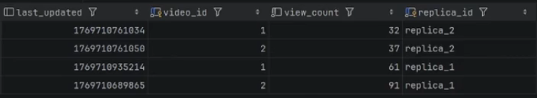 last_updated video_id view_count replica_id
1769710761034 1 32 replica_2
1769710761050 2 37 replica_2
1769710935214 1 61 replica_1
1769710689865 2 91 replica_1